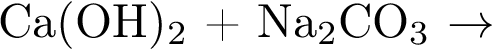 Ca(OH)₂ + Na₂CO₃ →